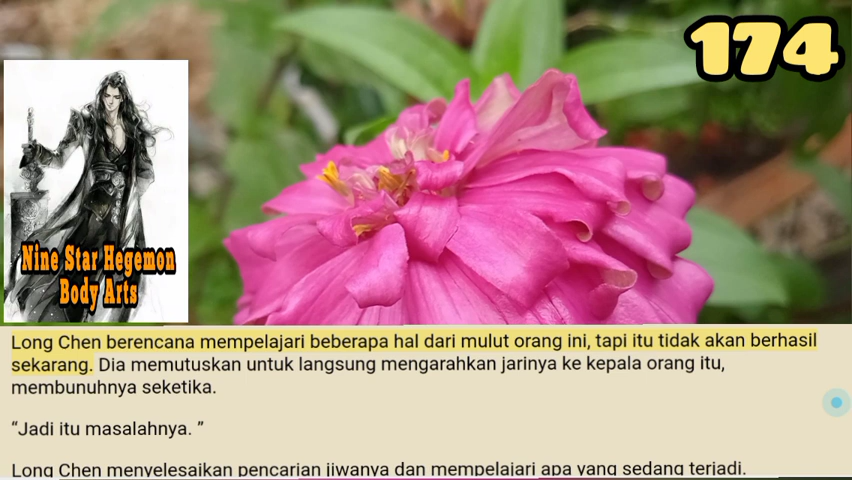 174
Nine Star Hegemon
Body Arts
Long Chen berencana mempelajari beberapa hal dari mulut orang ini, tapi itu tidak akan berhasil
sekarang. Dia memutuskan untuk langsung mengarahkan jarinya ke kepala orang itu,
membunuhnya seketika.
“Jadi itu masalahnya. ”
Long Chen menyelesaikan pencarian jiwanya dan mempelajari apa yang sedang terjadi.